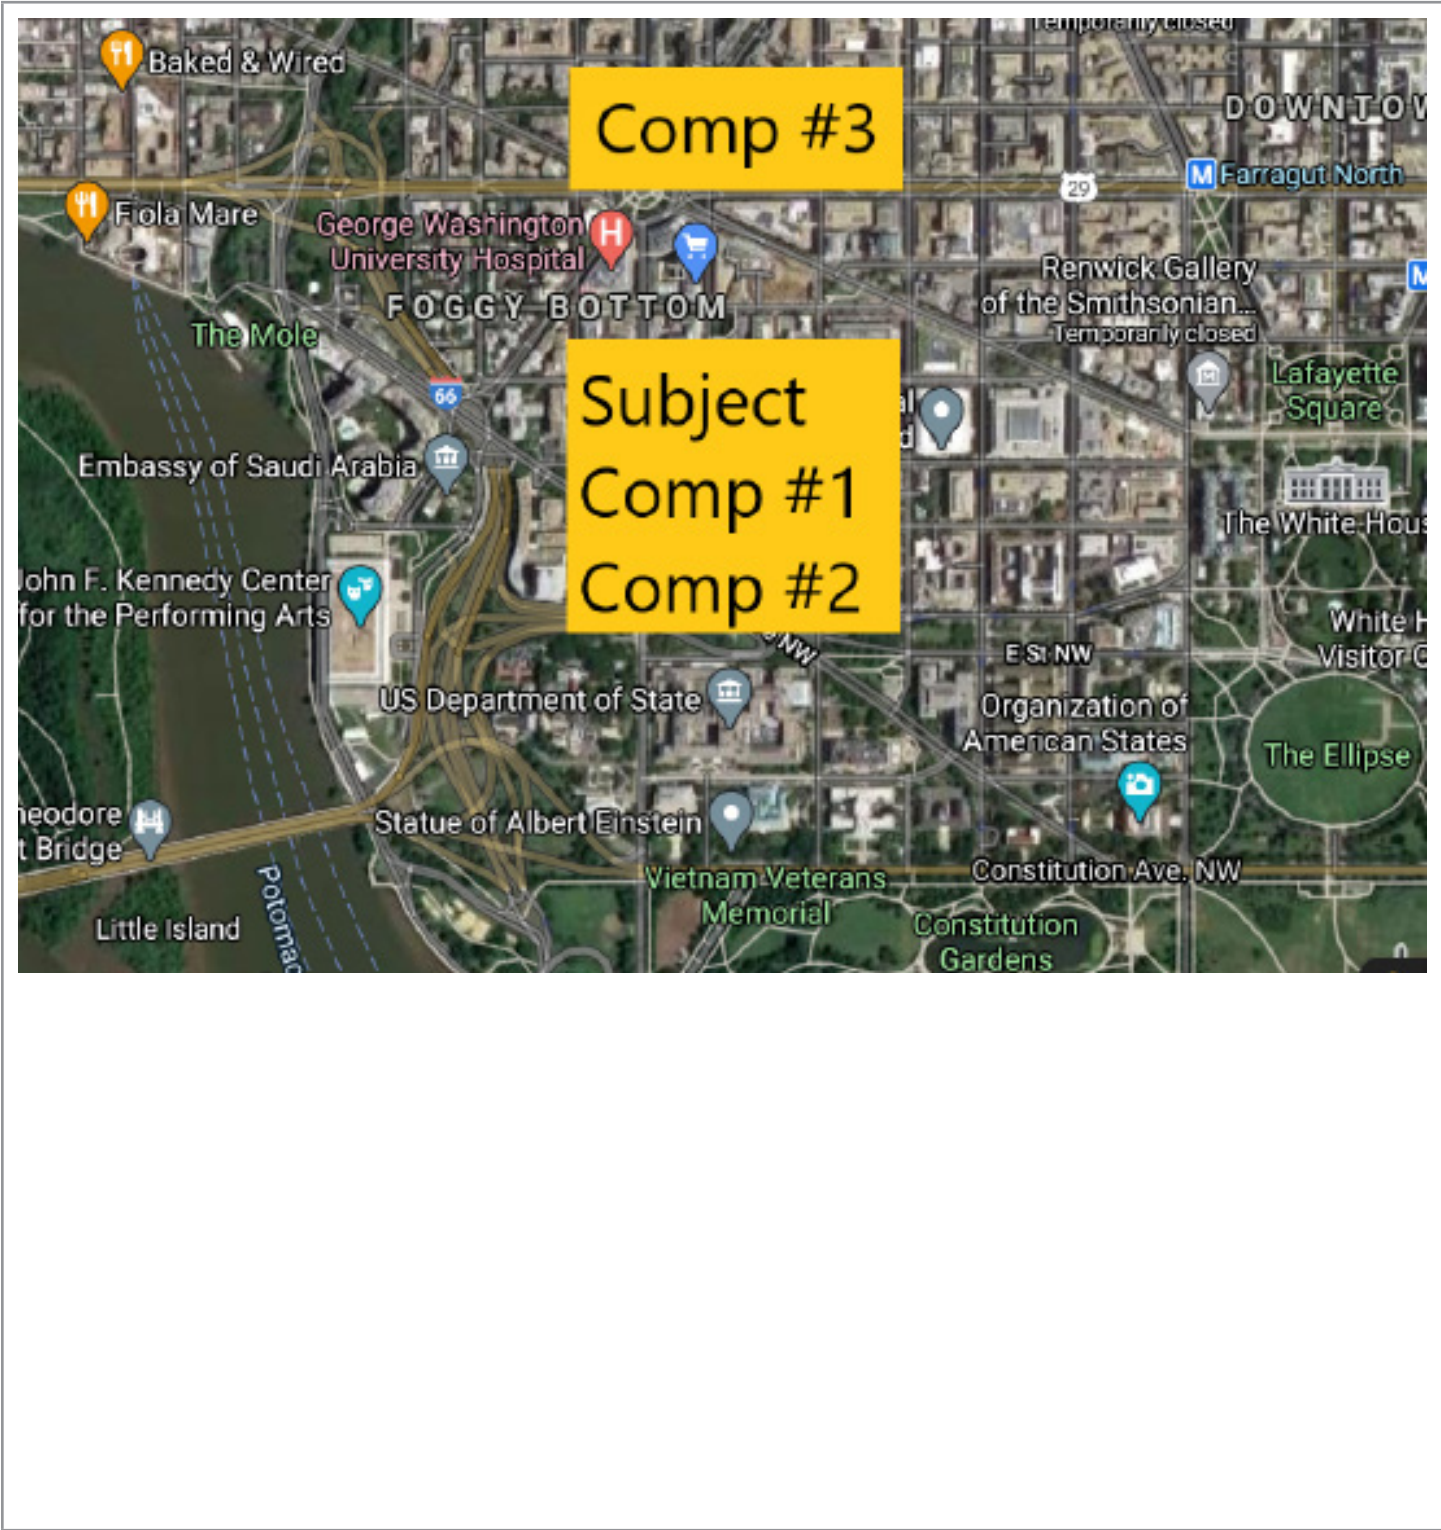 Temporarily closed
Baked & Wired
Comp #3
DOWNTOW
M Farragut North
29
Fiola Mare
George Washington
University Hospital
H
M
Renwick Gallery
of the Smithsonian...
Temporarily closed
FOGGY BOTTOM
The Mole
Subject
Comp #1
Comp #2
al
d
Lafayette
Square
66
Embassy of Saudi Arabia
The White Hous
John F. Kennedy Center
for the Performing Arts
White H
Visitor C
NW
E St NW
US Department of State
Organization of
American States
The Ellipse
heodore
t Bridge
Statue of Albert Einstein
Constitution Ave. NW
Vietnam Veterans
Memorial
Potomac
Little Island
Constitution
Gardens